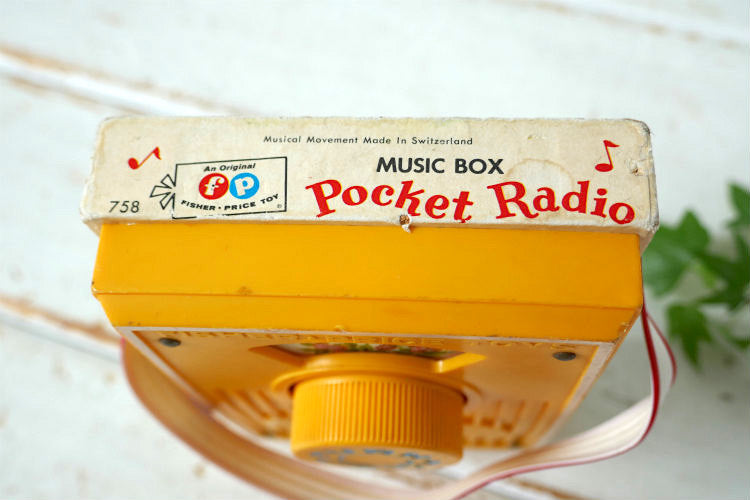 Musical Movement Made In Switzerland
An Original
fp
FISHER-PRICE TOY
758
MUSIC BOX
Pocket Radio